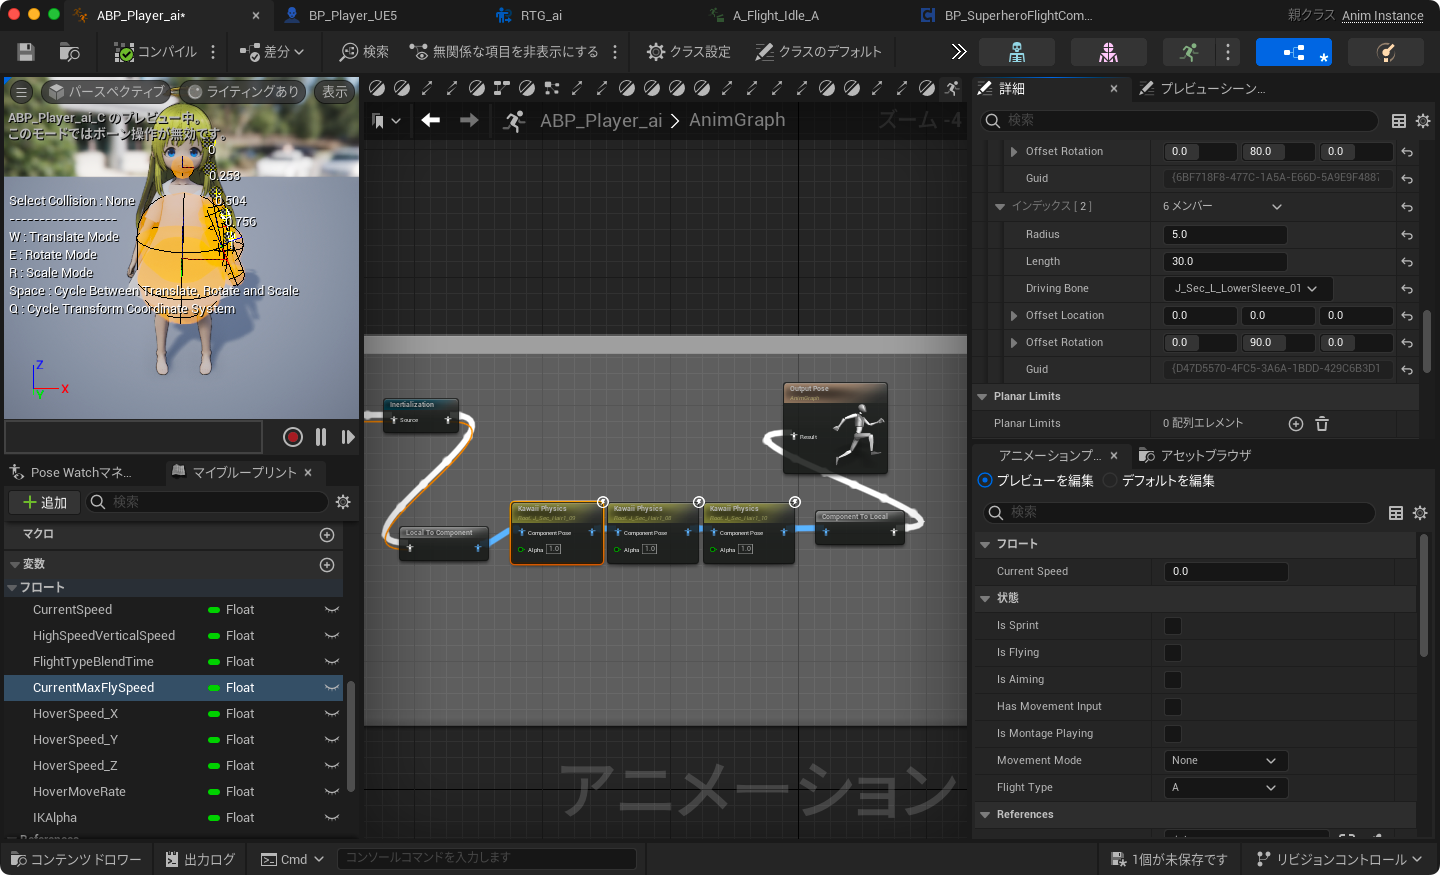 ABP_Player_ai*
BP_Player_UE5
RTG_ai
A_Flight_Idle_A
BP_SuperheroFlightCom...
親クラス Anim Instance
コンパイル
差分
検索
無関係な項目を非表示にする
クラス設定
クラスのデフォルト
パースペクティブ
ライティングあり
表示
ABP_Player_ai_C のプレビュー中。
このモードではボーン操作が無効です。
0
0.253
0.504
0.756
Select Collision : None
------------------
W : Translate Mode
E : Rotate Mode
R : Scale Mode
Space : Cycle Between Translate, Rotate and Scale
Q : Cycle Transform Coordinate System
Z
X
Y
Pose Watchマネ...
マイブループリント
追加
検索
マクロ
変数
フロート
CurrentSpeed Float
HighSpeedVerticalSpeed Float
FlightTypeBlendTime Float
CurrentMaxFlySpeed Float
HoverSpeed_X Float
HoverSpeed_Y Float
HoverSpeed_Z Float
HoverMoveRate Float
IKAlpha Float
References
ABP_Player_ai > AnimGraph
ズーム -4
Inertialization
Source
Output Pose
AnimGraph
Result
Local To Component
Kawaii Physics
Component Pose
Alpha 1.0
Kawaii Physics
Component Pose
Alpha 1.0
Kawaii Physics
Component Pose
Alpha 1.0
Component To Local
アニメーション
詳細
プレビューシーン...
検索
Offset Rotation 0.0 80.0 0.0
Guid {6BF718F8-477C-1A5A-E66D-5A9E9F4887
インデックス [ 2 ] 6 メンバー
Radius 5.0
Length 30.0
Driving Bone J_Sec_L_LowerSleeve_01
Offset Location 0.0 0.0 0.0
Offset Rotation 0.0 90.0 0.0
Guid {D47D5570-4FC5-3A6A-1BDD-429C6B3D1
Planar Limits
Planar Limits 0 配列エレメント
アニメーションプ...
アセットブラウザ
プレビューを編集
デフォルトを編集
検索
フロート
Current Speed 0.0
状態
Is Sprint
Is Flying
Is Aiming
Has Movement Input
Is Montage Playing
Movement Mode None
Flight Type A
References
コンテンツ ドロワー
出力ログ
Cmd
コンソールコマンドを入力します
1個が未保存です
リビジョンコントロール